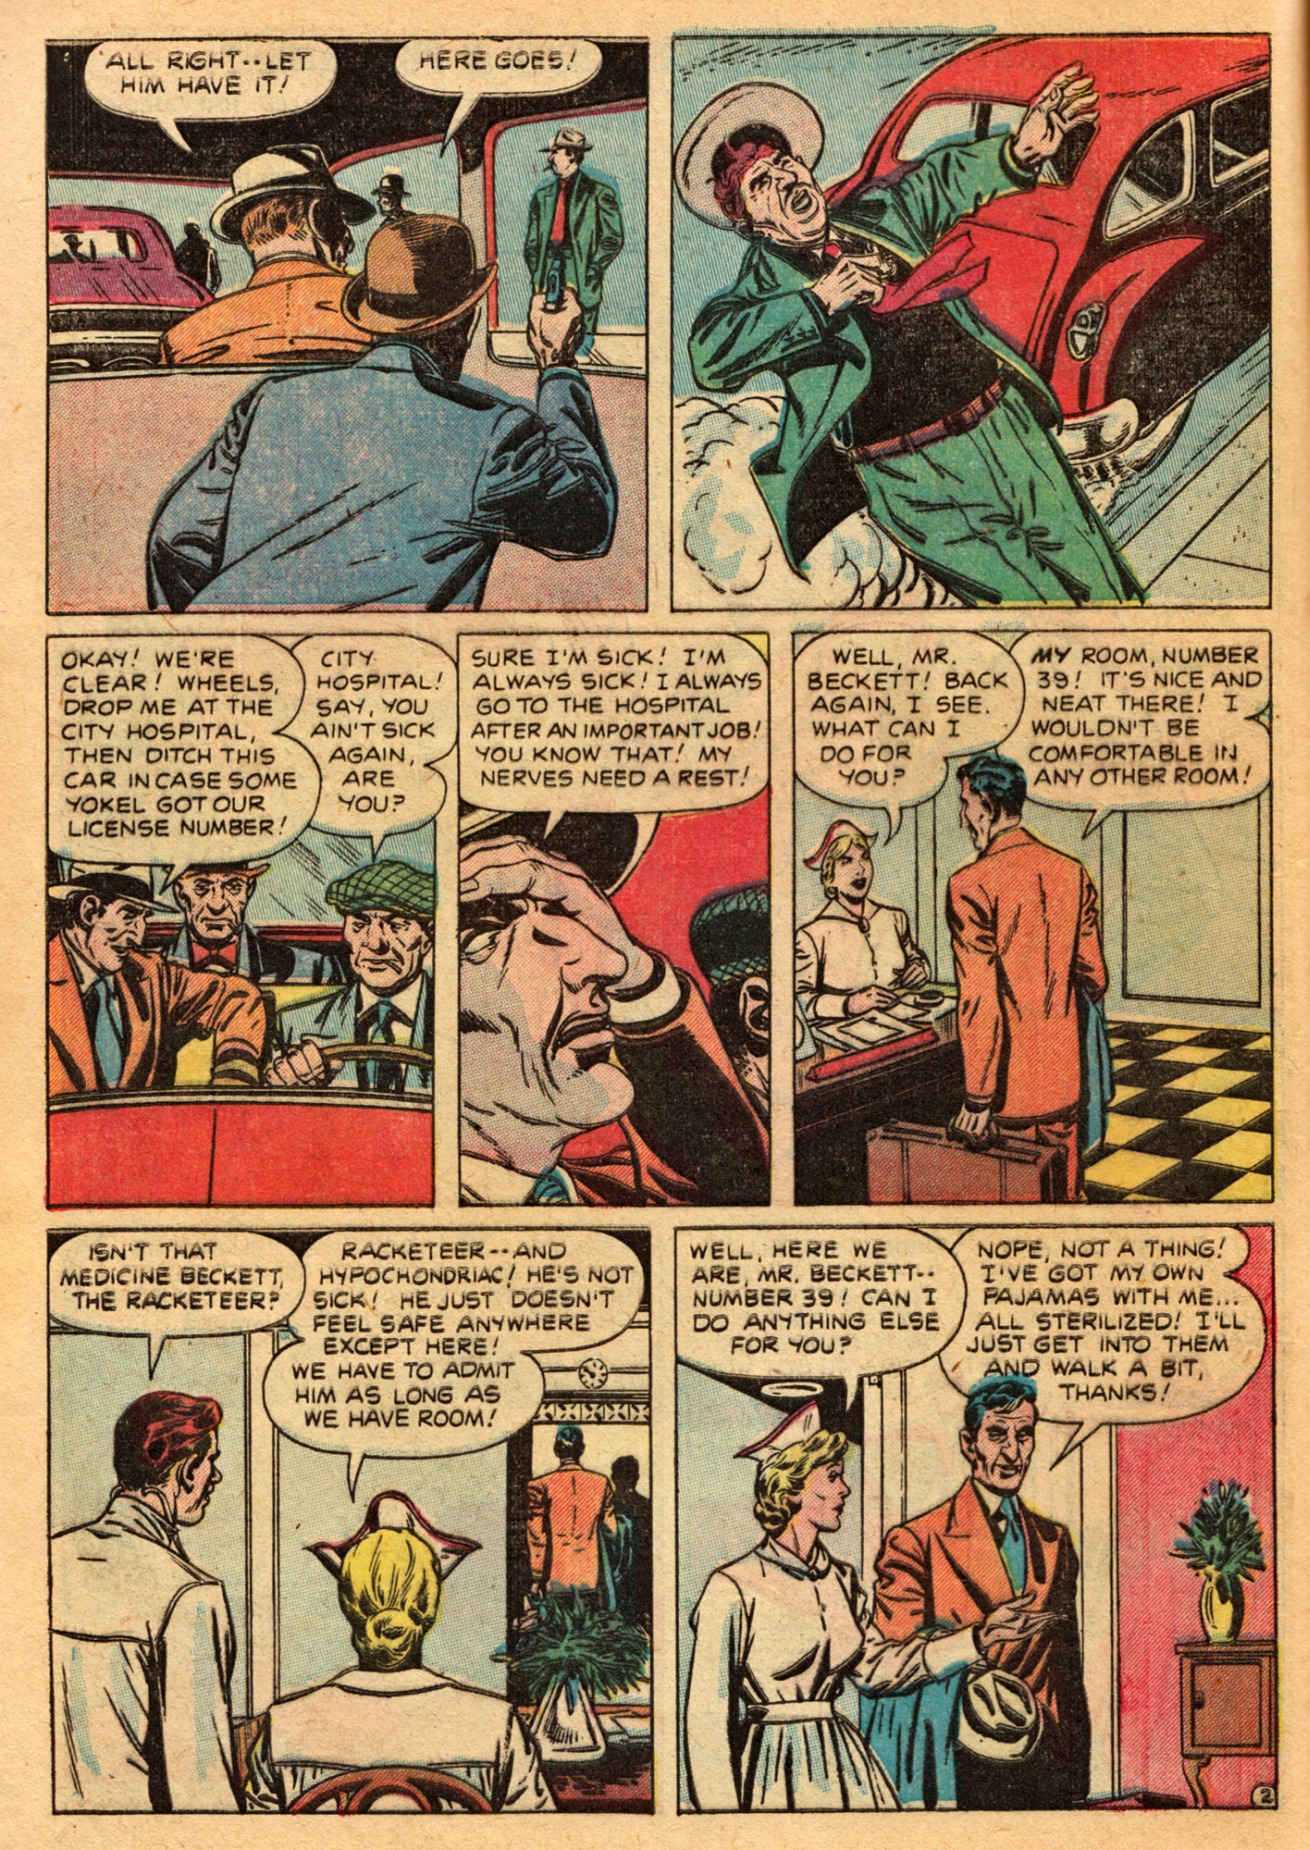 ALL RIGHT--LET
HIM HAVE IT!
HERE GOES!
OKAY! WE'RE
CLEAR! WHEELS,
DROP ME AT THE
CITY HOSPITAL,
THEN DITCH THIS
CAR IN CASE SOME
YOKEL GOT OUR
LICENSE NUMBER!
CITY
HOSPITAL!
SAY, YOU
AIN'T SICK
AGAIN,
ARE
YOU?
SURE I'M SICK! I'M
ALWAYS SICK! I ALWAYS
GO TO THE HOSPITAL
AFTER AN IMPORTANT JOB!
YOU KNOW THAT! MY
NERVES NEED A REST!
WELL, MR.
BECKETT! BACK
AGAIN, I SEE.
WHAT CAN I
DO FOR
YOU?
MY ROOM, NUMBER
39! IT'S NICE AND
NEAT THERE! I
WOULDN'T BE
COMFORTABLE IN
ANY OTHER ROOM!
ISN'T THAT
MEDICINE BECKETT,
THE RACKETEER?
RACKETEER--AND
HYPOCHONDRIAC! HE'S NOT
SICK! HE JUST DOESN'T
FEEL SAFE ANYWHERE
EXCEPT HERE!
WE HAVE TO ADMIT
HIM AS LONG AS
WE HAVE ROOM!
WELL, HERE WE
ARE, MR. BECKETT--
NUMBER 39! CAN I
DO ANYTHING ELSE
FOR YOU?
NOPE, NOT A THING!
I'VE GOT MY OWN
PAJAMAS WITH ME...
ALL STERILIZED! I'LL
JUST GET INTO THEM
AND WALK A BIT,
THANKS!
2